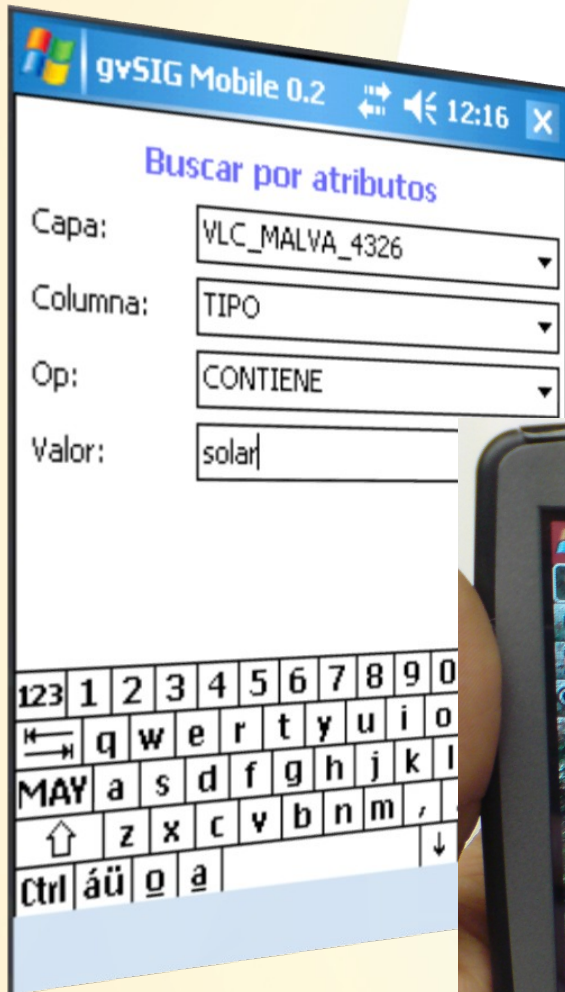 gvSIG Mobile 0.2 12:16
Buscar por atributos
Capa: VLC_MALVA_4326
Columna: TIPO
Op: CONTIENE
Valor: solar
123 1 2 3 4 5 6 7 8 9 0
q w e r t y u i o
MAY a s d f g h j k l
z x c v b n m ,
Ctrl áü º ª